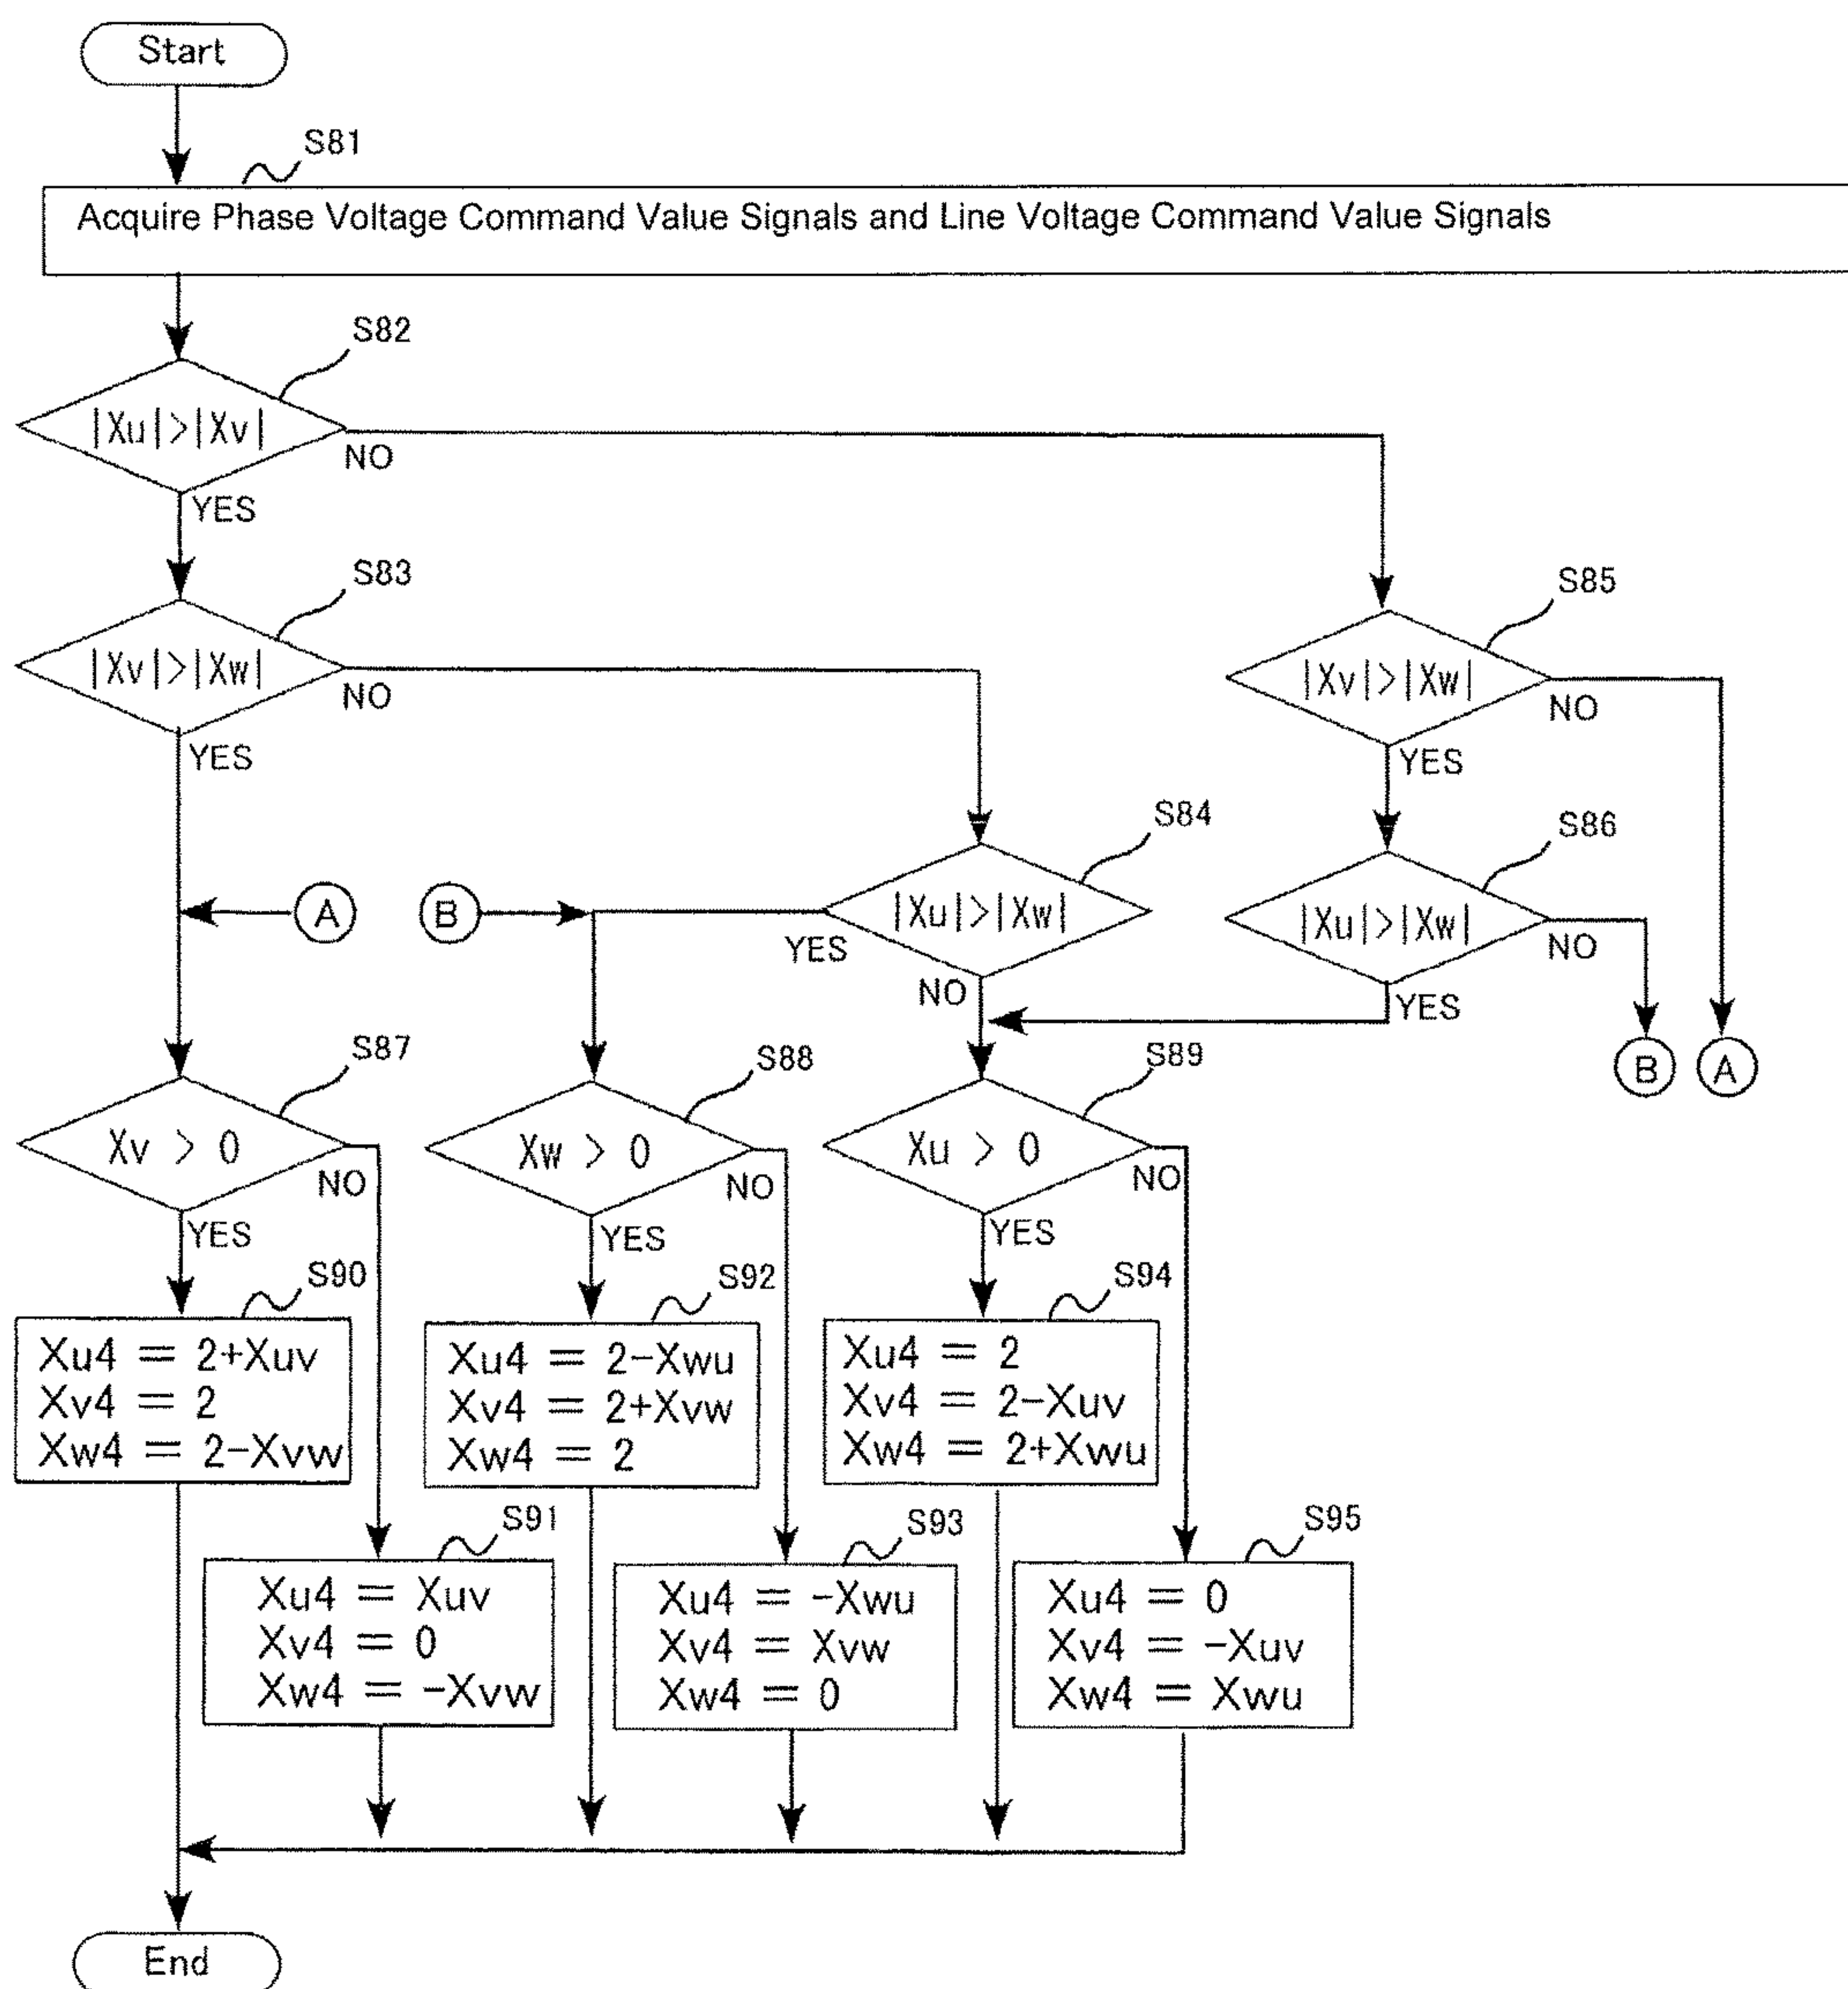 Start
S81
Acquire Phase Voltage Command Value Signals and Line Voltage Command Value Signals
S82
|Xu|>|Xv|
NO
YES
S83
|Xv|>|Xw|
NO
YES
S85
|Xv|>|Xw|
NO
YES
S84
|Xu|>|Xw|
YES
NO
S86
|Xu|>|Xw|
NO
YES
A
B
B
A
S87
Xv > 0
NO
YES
S88
Xw > 0
NO
YES
S89
Xu > 0
NO
YES
S90
Xu4 = 2+Xuv
Xv4 = 2
Xw4 = 2-Xvw
S92
Xu4 = 2-Xwu
Xv4 = 2+Xvw
Xw4 = 2
S94
Xu4 = 2
Xv4 = 2-Xuv
Xw4 = 2+Xwu
S91
Xu4 = Xuv
Xv4 = 0
Xw4 = -Xvw
S93
Xu4 = -Xwu
Xv4 = Xvw
Xw4 = 0
S95
Xu4 = 0
Xv4 = -Xuv
Xw4 = Xwu
End